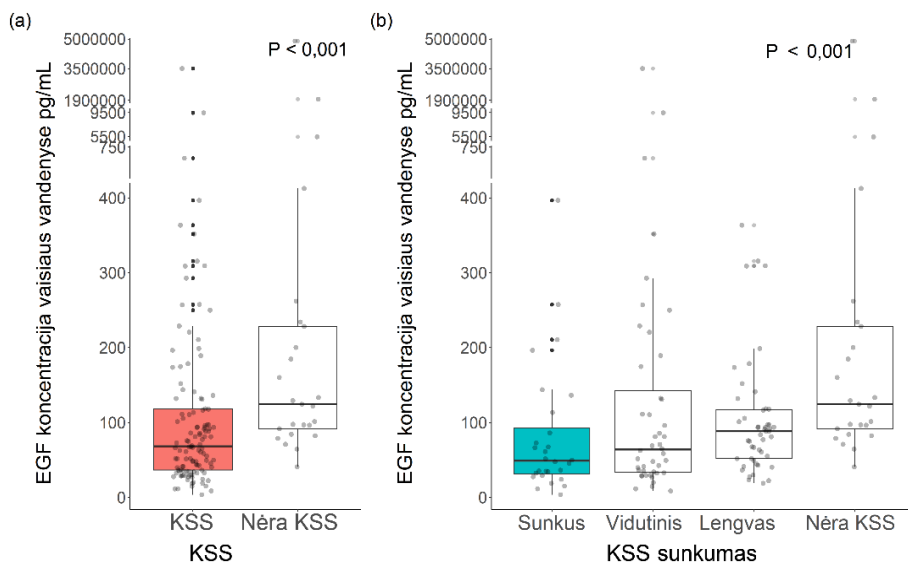 (a)
EGF koncentracija vaisiaus vandenyse pg/mL
5000000
3500000
1900000
9500
5500
750
400
300
200
100
0
P < 0,001
KSS
Nėra KSS
KSS
(b)
EGF koncentracija vaisiaus vandenyse pg/mL
5000000
3500000
1900000
9500
5500
750
400
300
200
100
0
P < 0,001
Sunkus
Vidutinis
Lengvas
Nėra KSS
KSS sunkumas